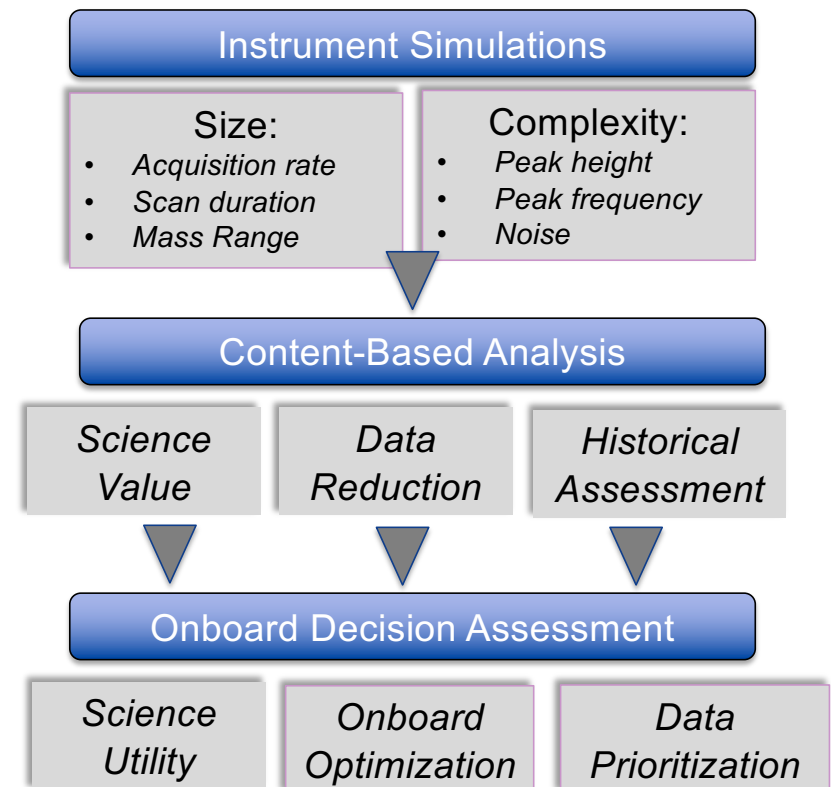 Instrument Simulations
Size:
• Acquisition rate
• Scan duration
• Mass Range
Complexity:
• Peak height
• Peak frequency
• Noise
Content-Based Analysis
Science
Value
Data
Reduction
Historical
Assessment
Onboard Decision Assessment
Science
Utility
Onboard
Optimization
Data
Prioritization